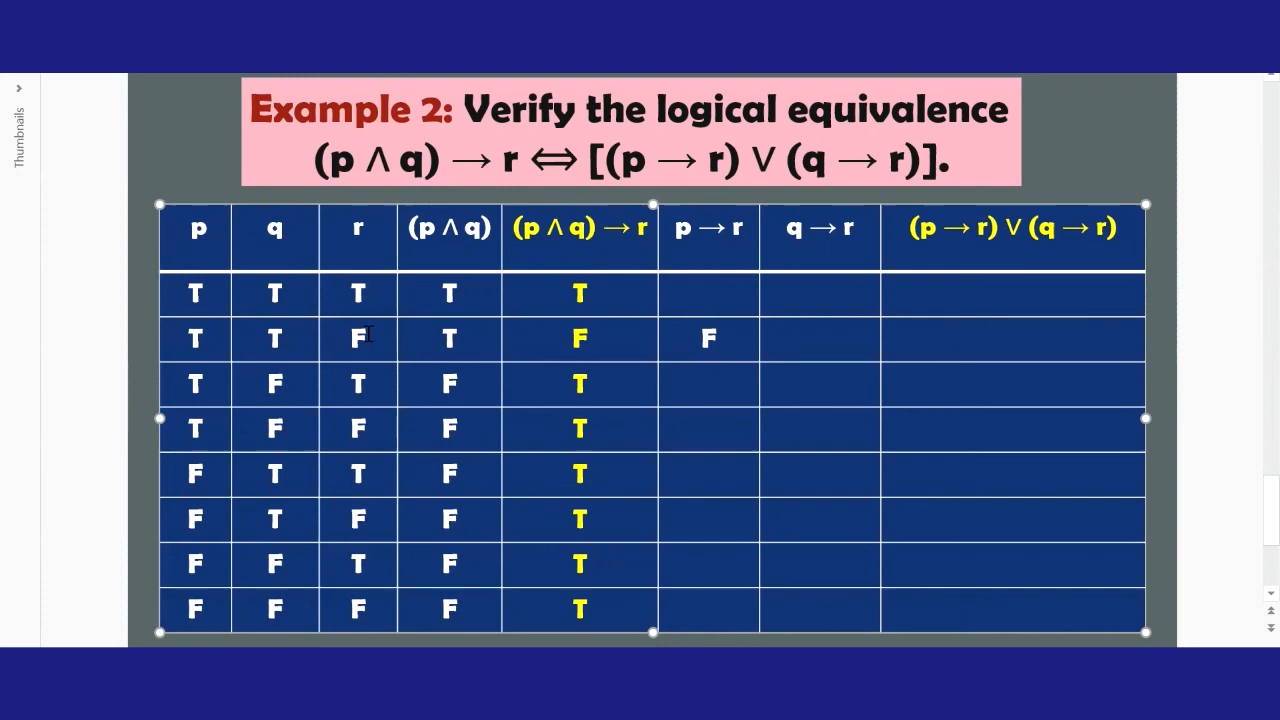 Thumbnails
Example 2: Verify the logical equivalence
(p ∧ q) → r ⇔ [(p → r) ∨ (q → r)].
p q r (p ∧ q) (p ∧ q) → r p → r q → r (p → r) ∨ (q → r)
T T T T T
T T F T F F
T F T F T
T F F F T
F T T F T
F T F F T
F F T F T
F F F F T